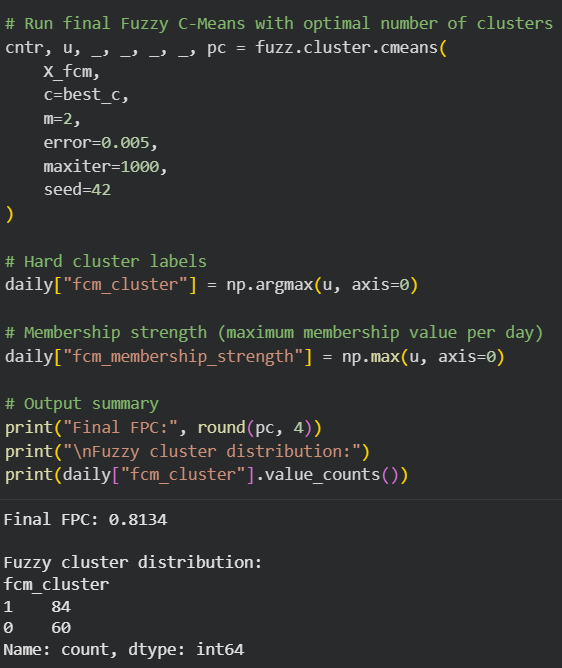 # Run final Fuzzy C-Means with optimal number of clusters
cntr, u, _, _, _, _, pc = fuzz.cluster.cmeans(
    X_fcm,
    c=best_c,
    m=2,
    error=0.005,
    maxiter=1000,
    seed=42
)
# Hard cluster labels
daily["fcm_cluster"] = np.argmax(u, axis=0)
# Membership strength (maximum membership value per day)
daily["fcm_membership_strength"] = np.max(u, axis=0)
# Output summary
print("Final FPC:", round(pc, 4))
print("\nFuzzy cluster distribution:")
print(daily["fcm_cluster"].value_counts())
Final FPC: 0.8134
Fuzzy cluster distribution:
fcm_cluster
1    84
0    60
Name: count, dtype: int64